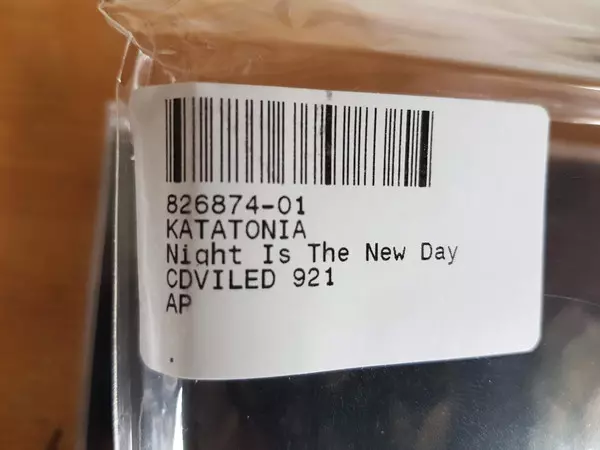 826874-01
KATATONIA
Night Is The New Day
CDVILED 921
AP